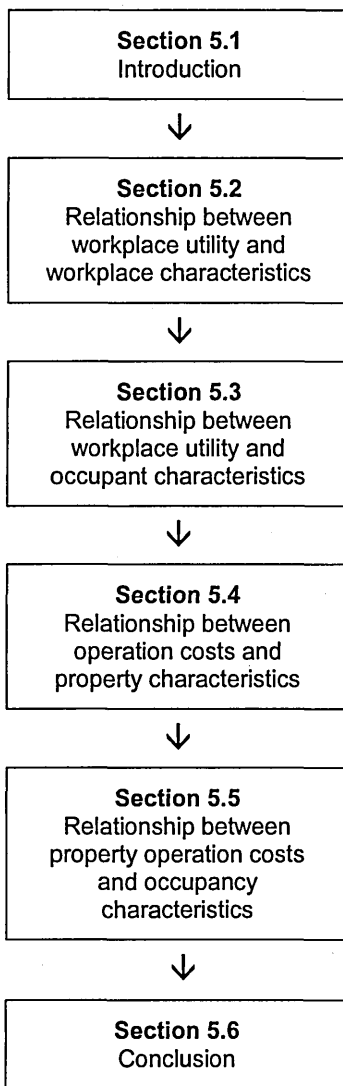 Section 5.1
Introduction
Section 5.2
Relationship between
workplace utility and
workplace characteristics
Section 5.3
Relationship between
workplace utility and
occupant characteristics
Section 5.4
Relationship between
operation costs and
property characteristics
Section 5.5
Relationship between
property operation costs
and occupancy
characteristics
Section 5.6
Conclusion